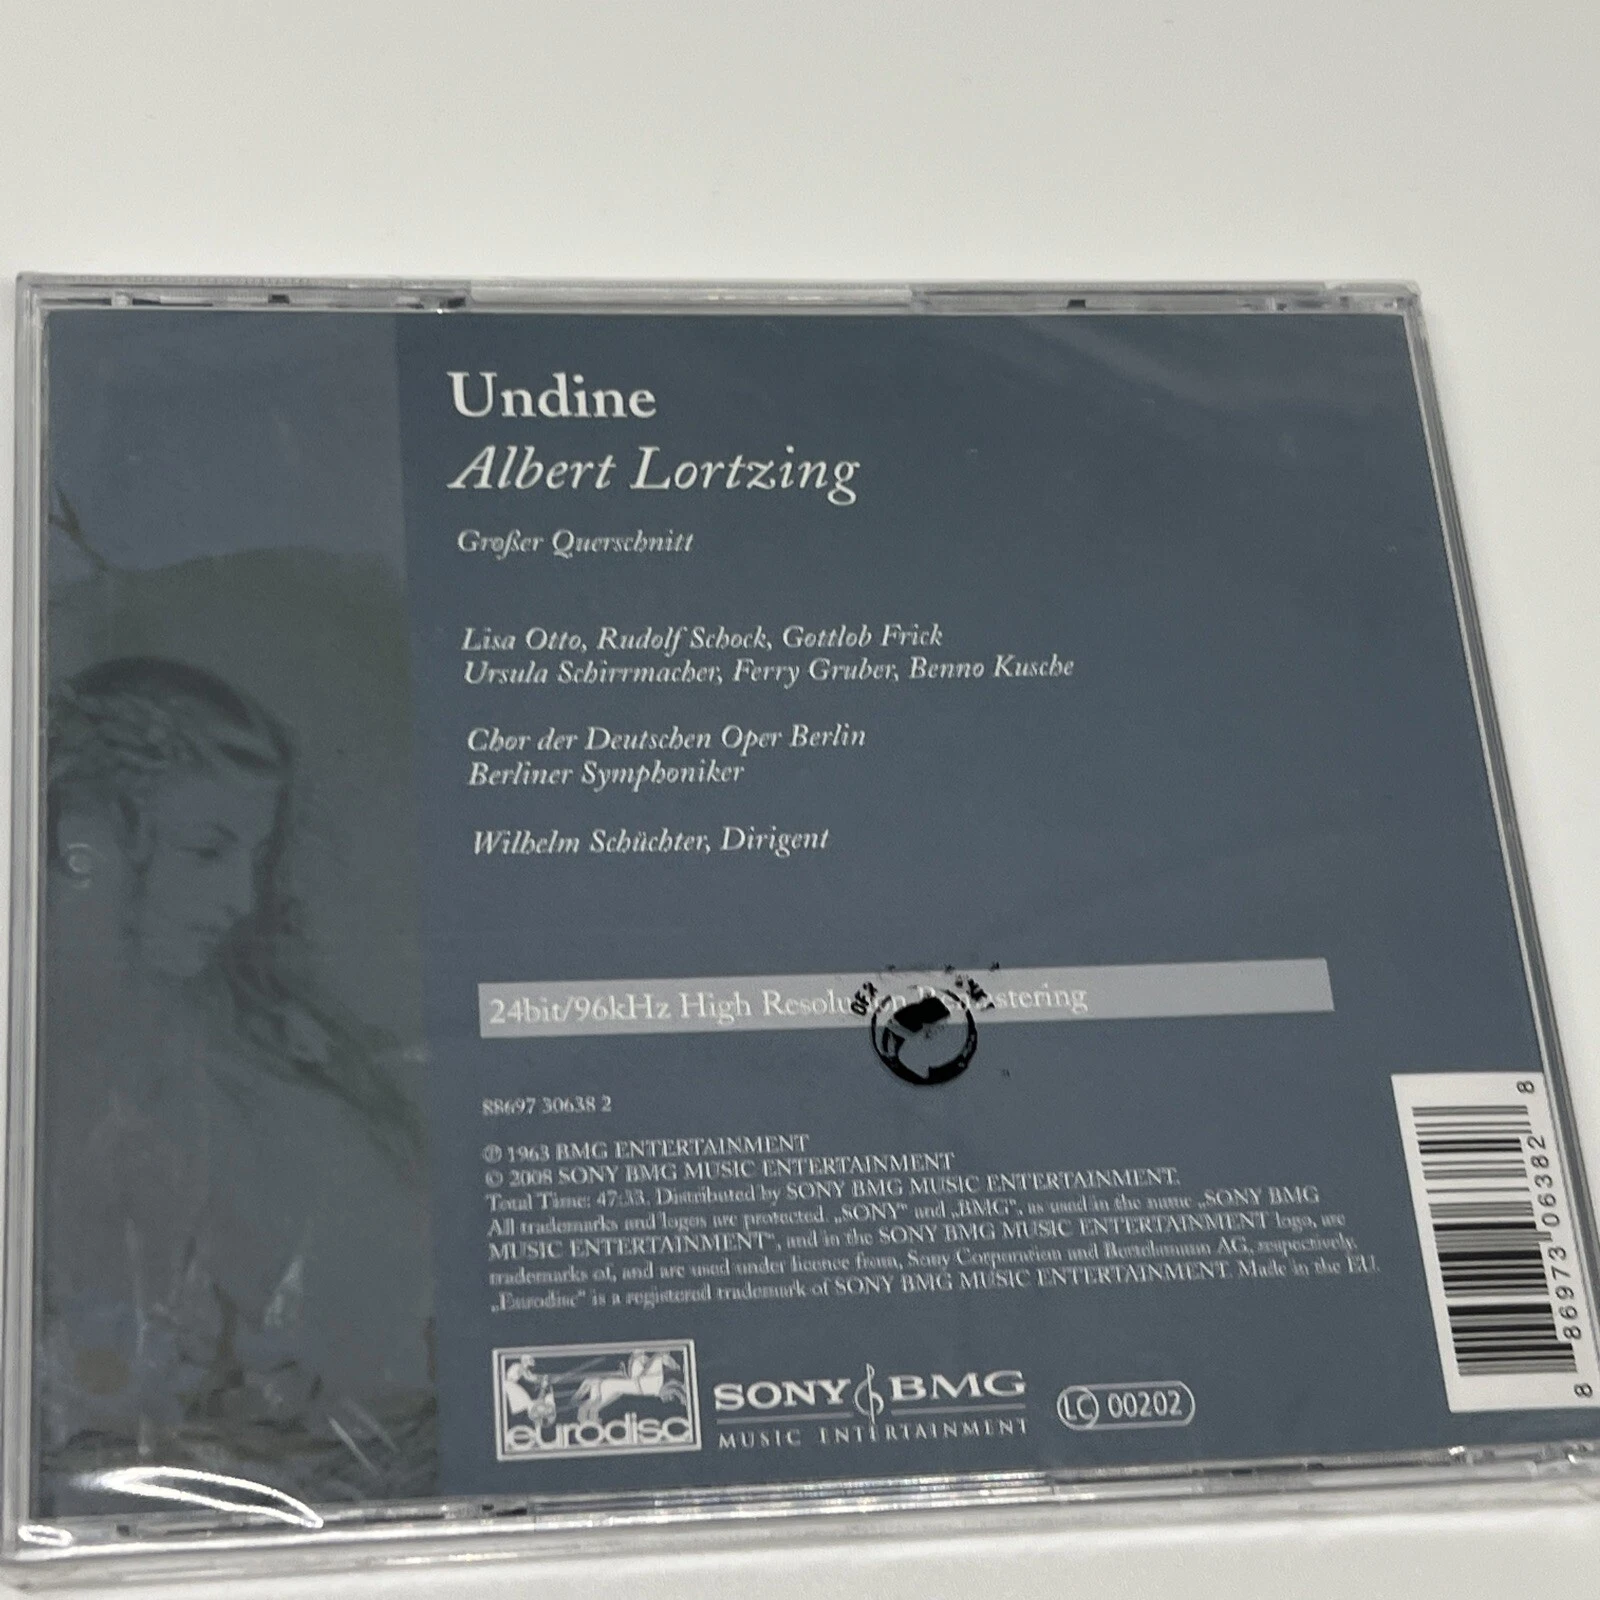 Undine
Albert Lortzing
Großer Querschnitt
Lisa Otto, Rudolf Schock, Gottlob Frick
Ursula Schirrmacher, Ferry Gruber, Benno Kusche
Chor der Deutschen Oper Berlin
Berliner Symphoniker
Wilhelm Schüchter, Dirigent
24bit/96kHz High Resolution Remastering
88697 30638 2
℗ 1963 BMG ENTERTAINMENT
© 2008 SONY BMG MUSIC ENTERTAINMENT
Total Time: 47:33. Distributed by SONY BMG MUSIC ENTERTAINMENT.
All trademarks and logos are protected. „SONY" and „BMG", as used in the name „SONY BMG
MUSIC ENTERTAINMENT", and in the SONY BMG MUSIC ENTERTAINMENT logo, are
trademarks of, and are used under licence from, Sony Corporation and Bertelsmann AG, respectively.
„Eurodisc" is a registered trademark of SONY BMG MUSIC ENTERTAINMENT. Made in the EU.
eurodisc
SONY BMG
MUSIC ENTERTAINMENT
LC 00202
8 86973 06382 8